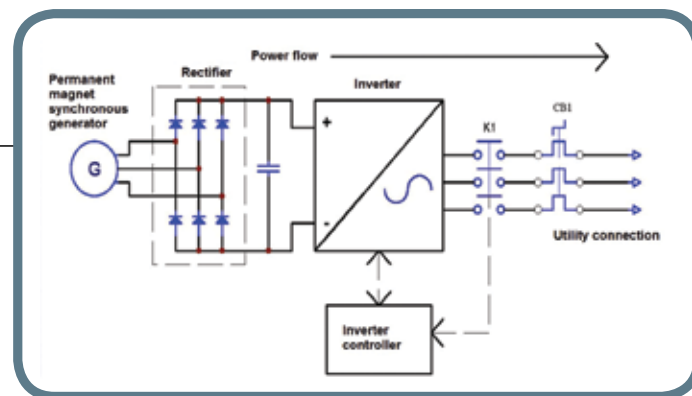 Power flow
Rectifier
Inverter
Permanent
magnet
synchronous
generator
G
+
-
K1
CB1
Utility connection
Inverter
controller